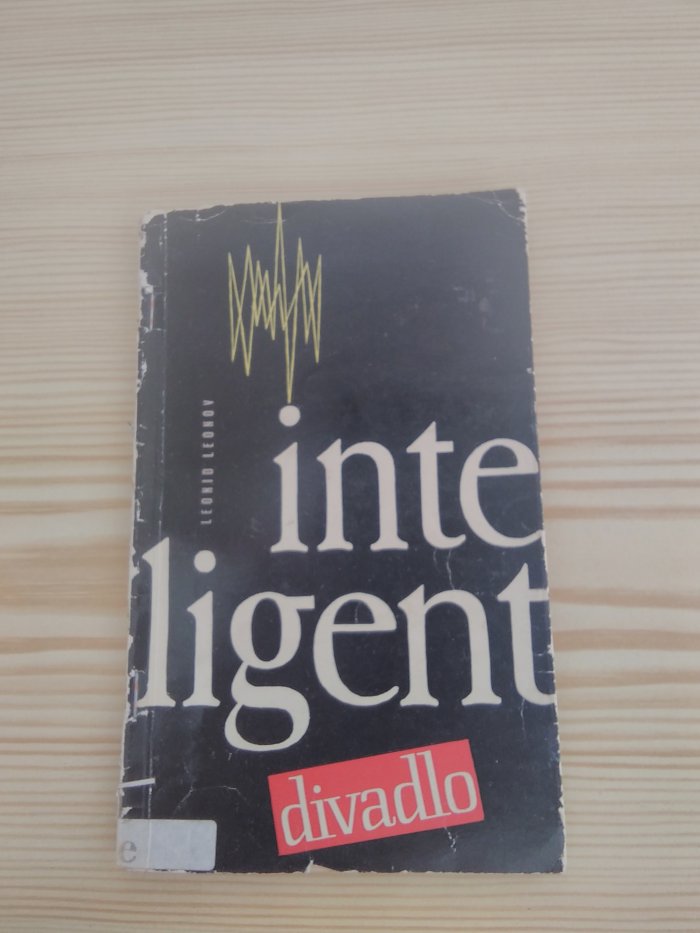 LEONID LEONOV
inte
ligent
divadlo
e